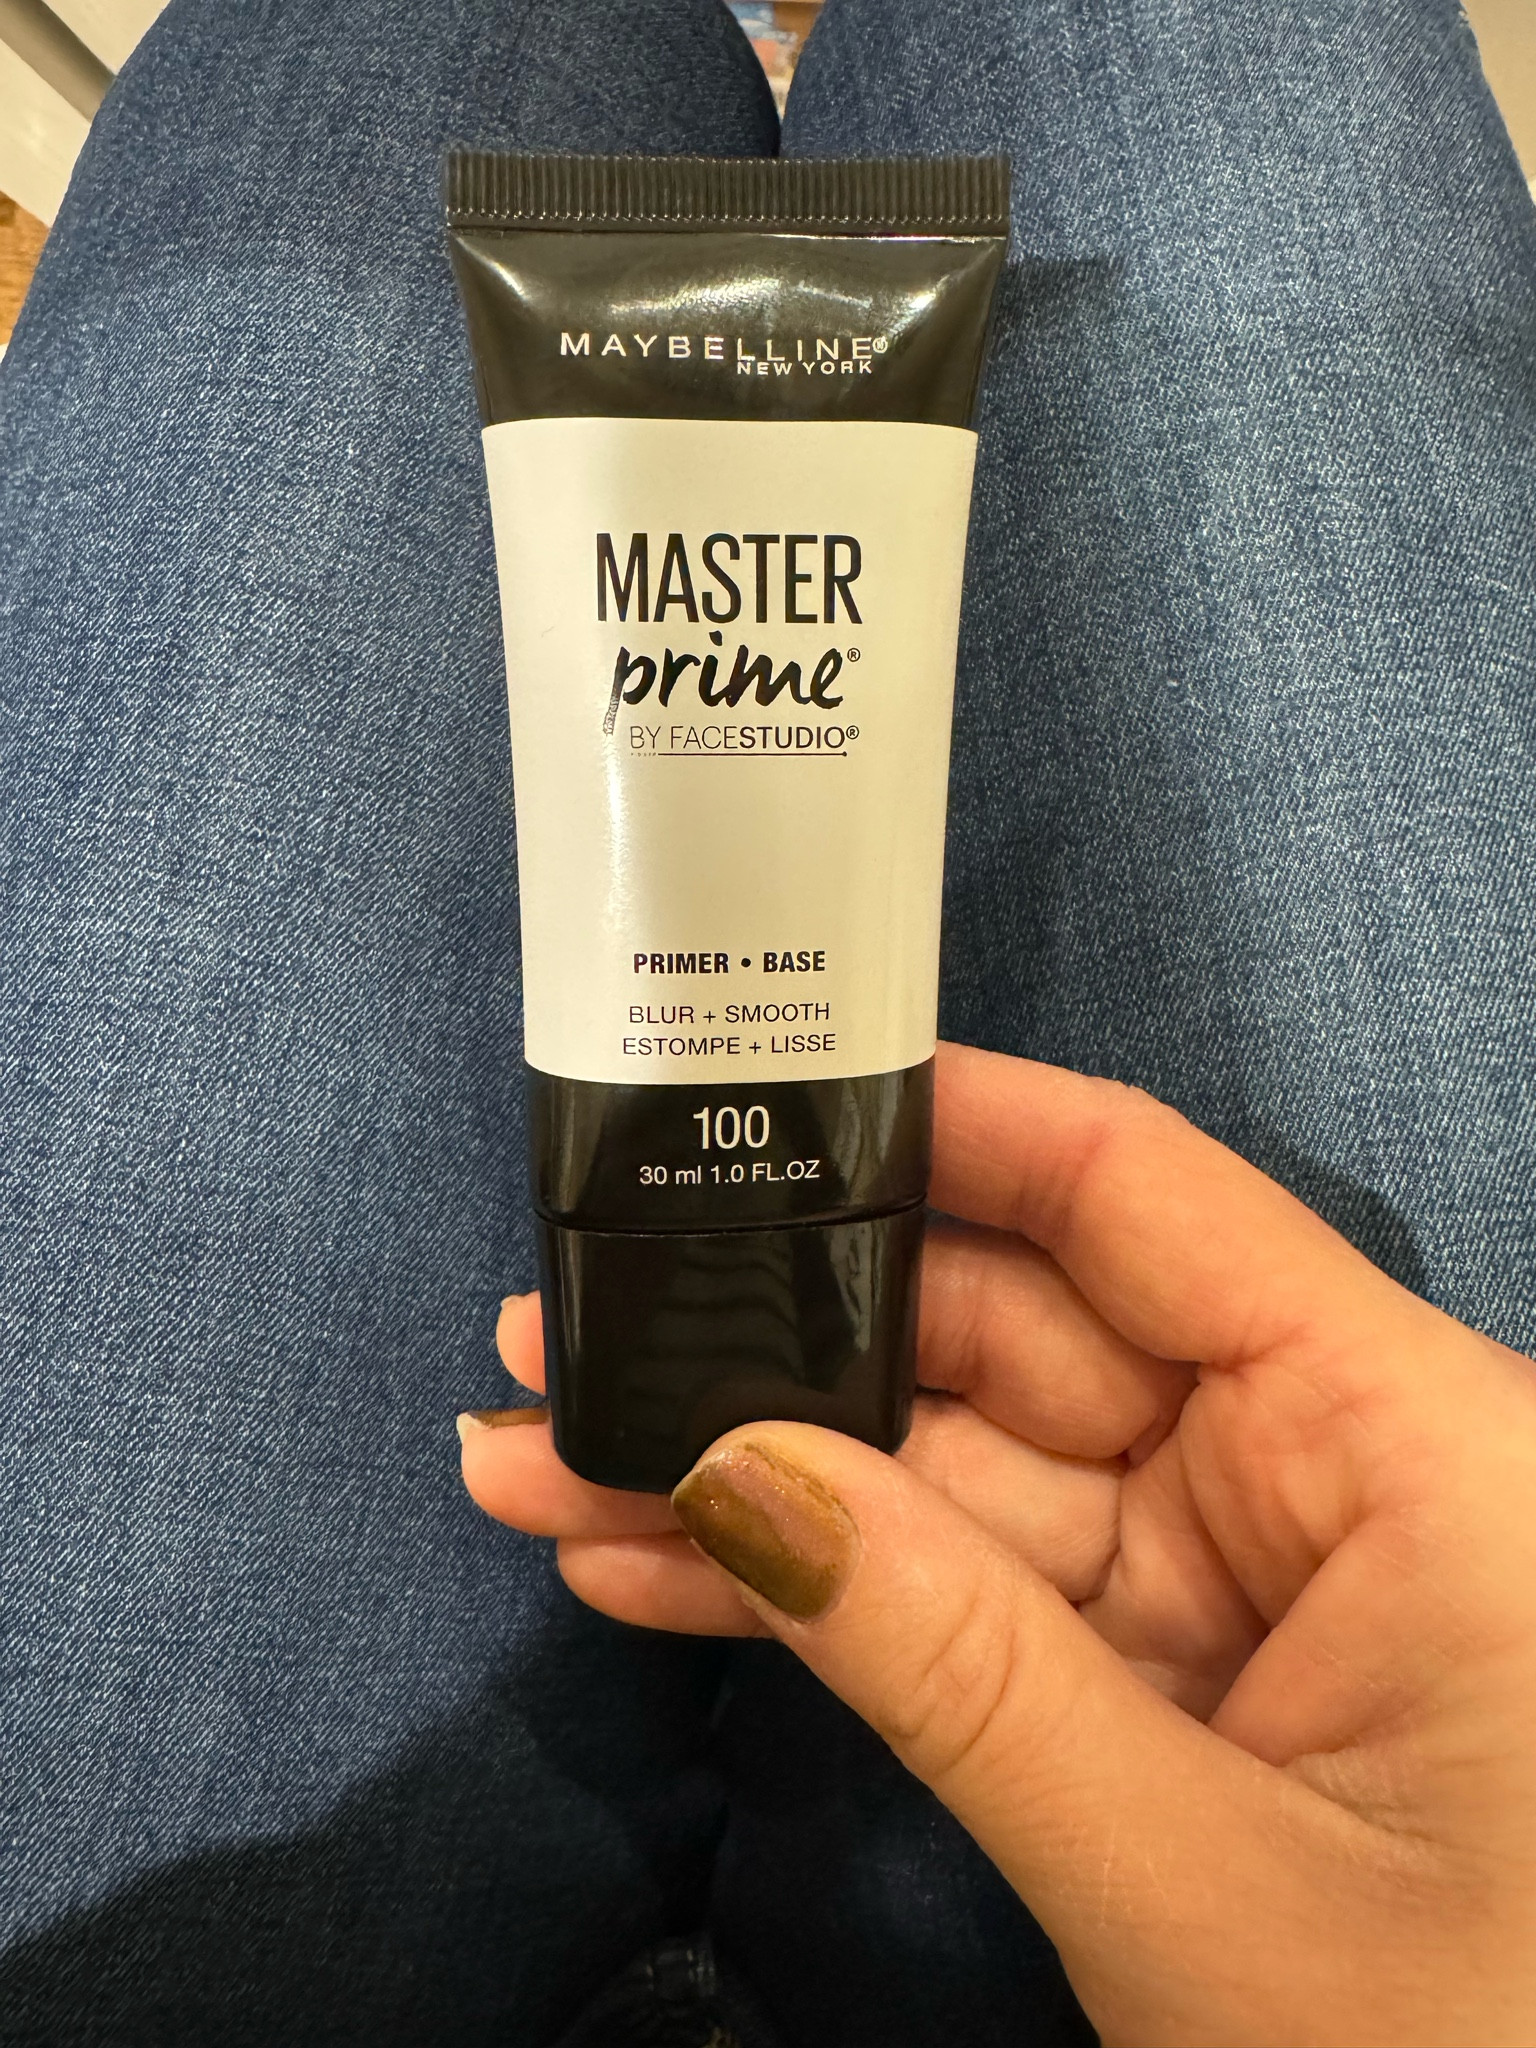 MAYBELLINE®
NEW YORK
MASTER
prime®
BY FACESTUDIO®
PRIMER • BASE
BLUR + SMOOTH
ESTOMPE + LISSE
100
30 ml 1.0 FL.OZ